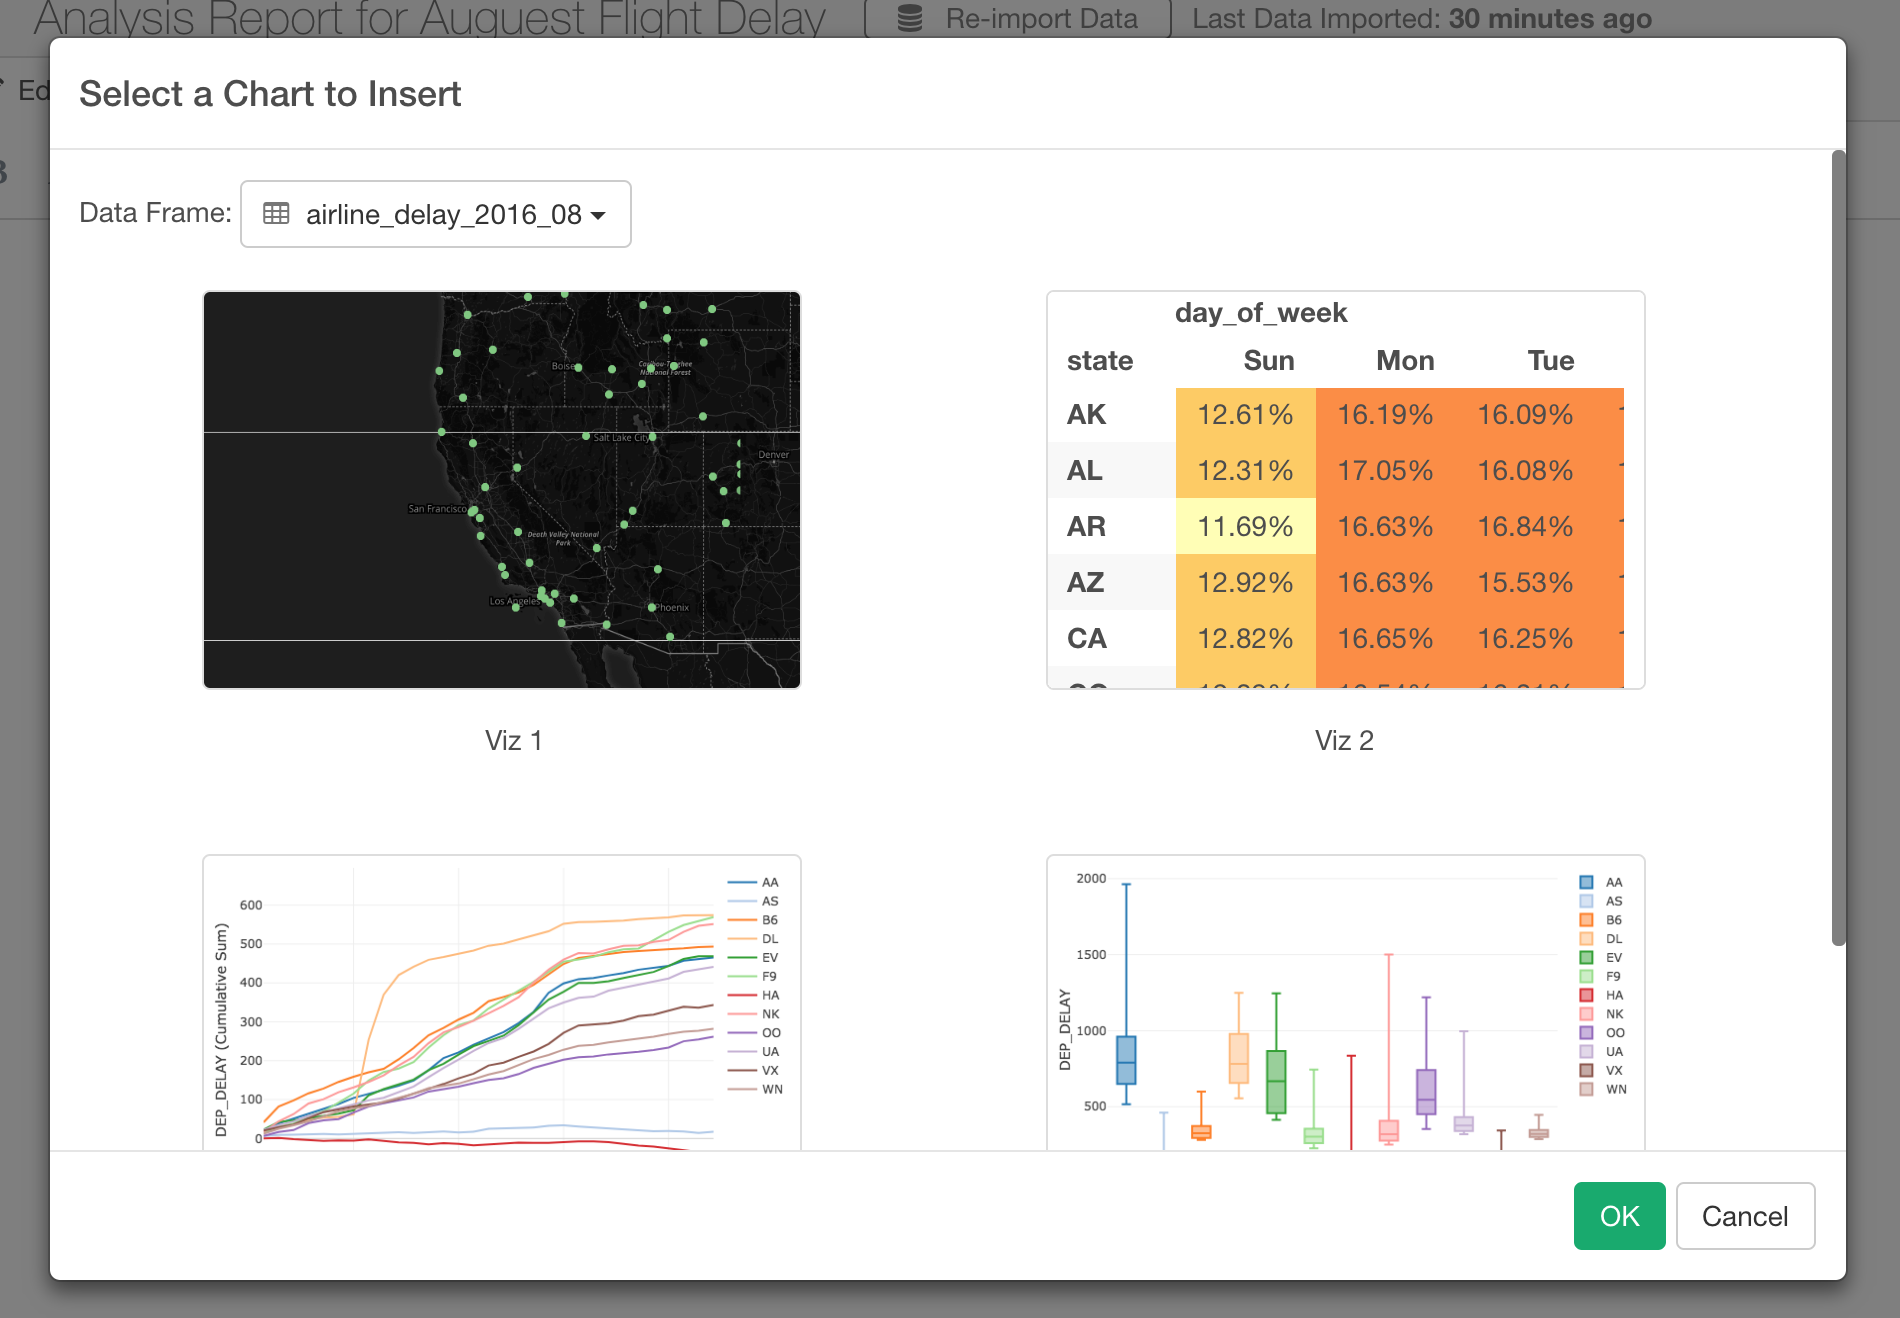 Analysis Report for Auguest Flight Delay
Re-import Data
Last Data Imported: 30 minutes ago
Select a Chart to Insert
Data Frame: airline_delay_2016_08
Boise
Caribou-Targhee
National Forest
Salt Lake City
Denver
San Francisco
Death Valley National
Park
Los Angeles
Phoenix
Viz 1
day_of_week
state Sun Mon Tue
AK 12.61% 16.19% 16.09%
AL 12.31% 17.05% 16.08%
AR 11.69% 16.63% 16.84%
AZ 12.92% 16.63% 15.53%
CA 12.82% 16.65% 16.25%
Viz 2
DEP_DELAY (Cumulative Sum)
600
500
400
300
200
100
0
AA
AS
B6
DL
EV
F9
HA
NK
OO
UA
VX
WN
DEP_DELAY
2000
1500
1000
500
AA
AS
B6
DL
EV
F9
HA
NK
OO
UA
VX
WN
OK
Cancel